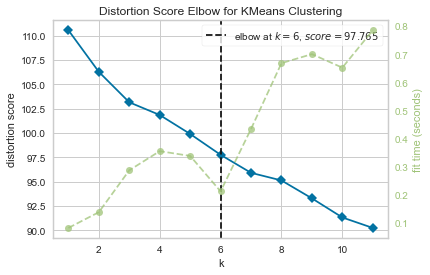 Distortion Score Elbow for KMeans Clustering
elbow at k = 6, score = 97.765
distortion score
110.0
107.5
105.0
102.5
100.0
97.5
95.0
92.5
90.0
0.8
0.7
0.6
0.5
0.4
0.3
0.2
0.1
fit time (seconds)
2 4 6 8 10
k